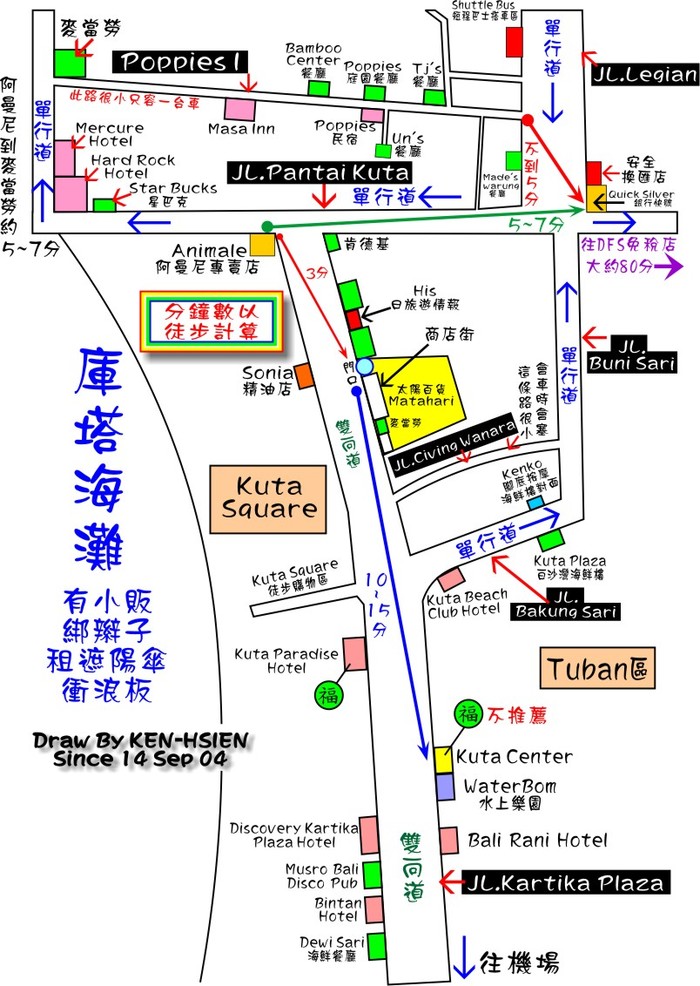 Shuttle Bus
短程巴士搭車區
麥當勞
Poppies I
此路很小只容一台車
Bamboo
Center
餐廳
Poppies
庭園餐廳
Tj's
餐廳
單行道
JL.Legian
阿曼尼到麥當勞約
5~7分
單行道
Mercure
Hotel
Hard Rock
Hotel
Star Bucks
星巴克
Masa Inn
Poppies
民宿
Un's
餐廳
Made's
warung
餐廳
不到5分
安全
換匯店
Quick Silver
JL.Pantai Kuta
單行道
5~7分
往DFS免稅店
大約80分
Animale
阿曼尼專賣店
肯德基
3分
分鐘數以
徒步計算
His
日旅遊情報
商店街
門口
太陽百貨
Matahari
麥當勞
Sonia
精油店
雙向道
單行道
JL.
Buni Sari
這條路很小
會車時會塞
JL.Civing Wanara
庫塔海灘
有小販
綁辮子
租遮陽傘
衝浪板
Kuta
Square
Kenko
腳底按摩
海鮮樓對面
單行道
Kuta Plaza
百沙灣海鮮樓
Kuta Square
徒步購物區
10~15分
Kuta Beach
Club Hotel
JL.
Bakung Sari
Kuta Paradise
Hotel
福
Tuban區
福
不推薦
Draw By KEN-HSIEN
Since 14 Sep 04
Kuta Center
WaterBom
水上樂園
Discovery Kartika
Plaza Hotel
Bali Rani Hotel
雙向道
Musro Bali
Disco Pub
JL.Kartika Plaza
Bintan
Hotel
Dewi Sari
海鮮餐廳
往機場